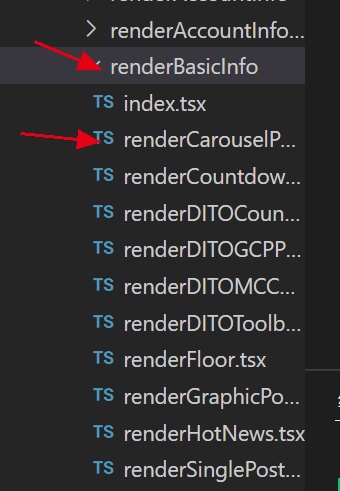 renderAccountInfo...
renderBasicInfo
TS index.tsx
TS renderCarouselP...
TS renderCountdow...
TS renderDITOCoun...
TS renderDITOGCPP...
TS renderDITOMCC...
TS renderDITOToolb...
TS renderFloor.tsx
TS renderGraphicPo...
TS renderHotNews.tsx
TS renderSinglePost...